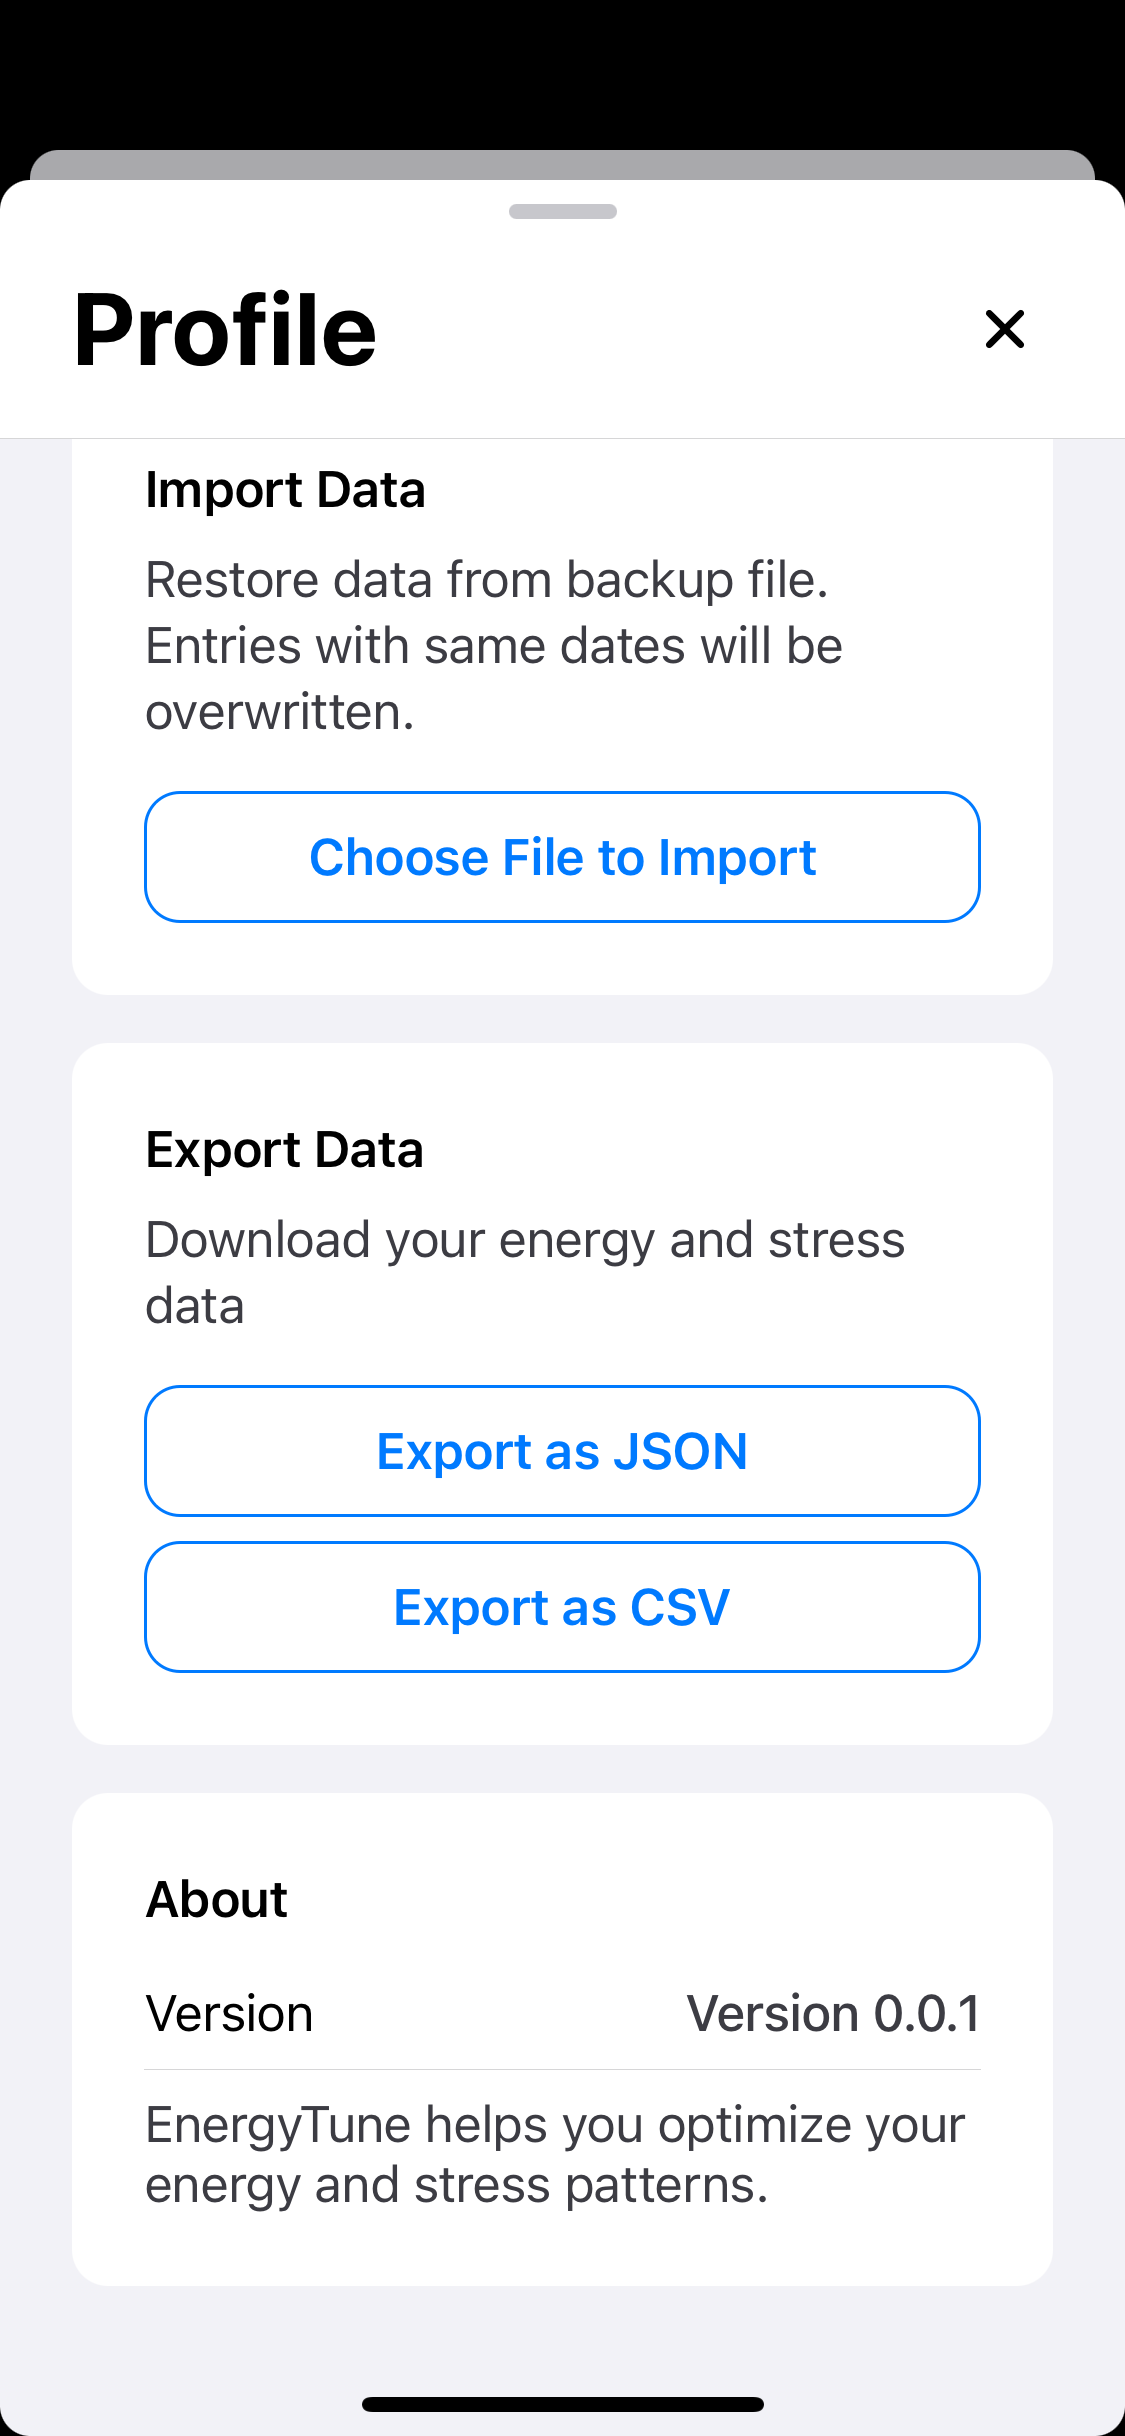 Profile
Import Data
Restore data from backup file.
Entries with same dates will be
overwritten.
Choose File to Import
Export Data
Download your energy and stress
data
Export as JSON
Export as CSV
About
Version Version 0.0.1
EnergyTune helps you optimize your
energy and stress patterns.